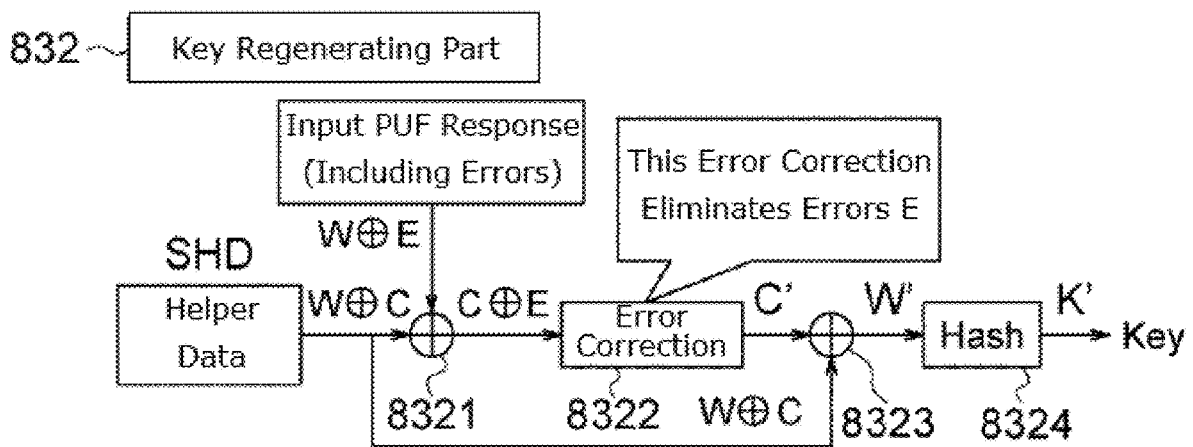 832
Key Regenerating Part
Input PUF Response
(Including Errors)
This Error Correction
Eliminates Errors E
W⊕E
SHD
Helper
Data
W⊕C
C⊕E
Error
Correction
C'
W'
Hash
K'
Key
8321
8322
W⊕C
8323
8324